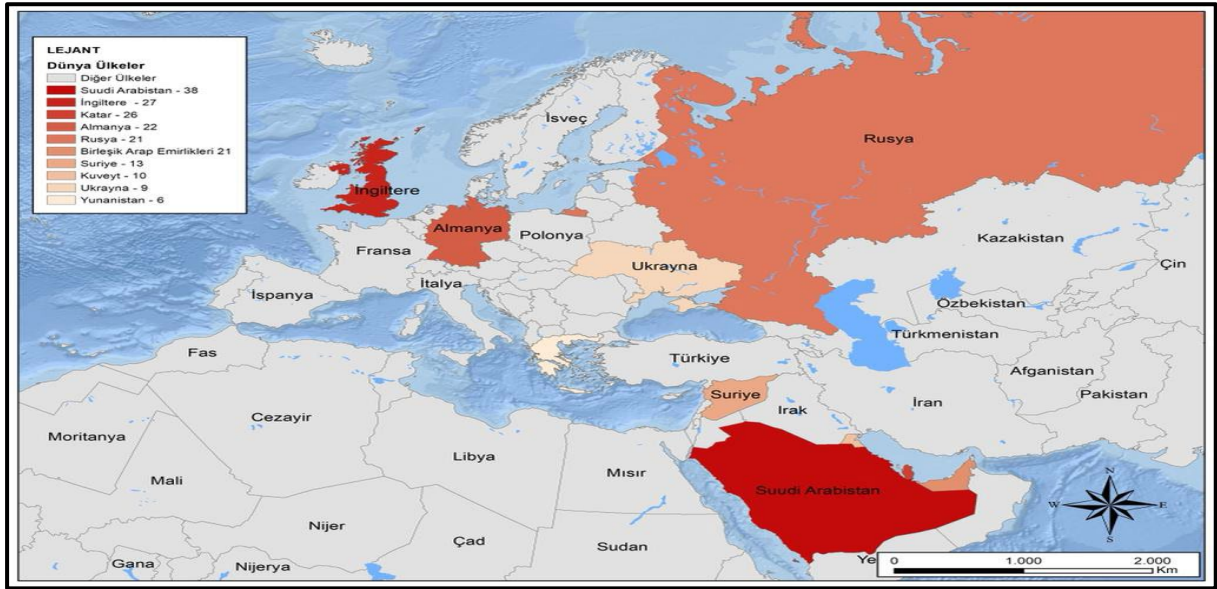 LEJANT
Dünya Ülkeler
Diğer Ülkeler
Suudi Arabistan - 38
İngiltere - 27
Katar - 26
Almanya - 22
Rusya - 21
Birleşik Arap Emirlikleri 21
Suriye - 13
Kuveyt - 10
Ukrayna - 9
Yunanistan - 6
İsveç
Rusya
İngiltere
Almanya
Polonya
Fransa
Ukrayna
Kazakistan
Çin
İtalya
İspanya
Özbekistan
Türkmenistan
Fas
Türkiye
Afganistan
Pakistan
Suriye
Irak
İran
Cezayir
Moritanya
Libya
Mısır
Mali
Suudi Arabistan
Nijer
Çad
Sudan
Gana
Nijerya
Ye
N
W
E
S
0 1.000 2.000
Km